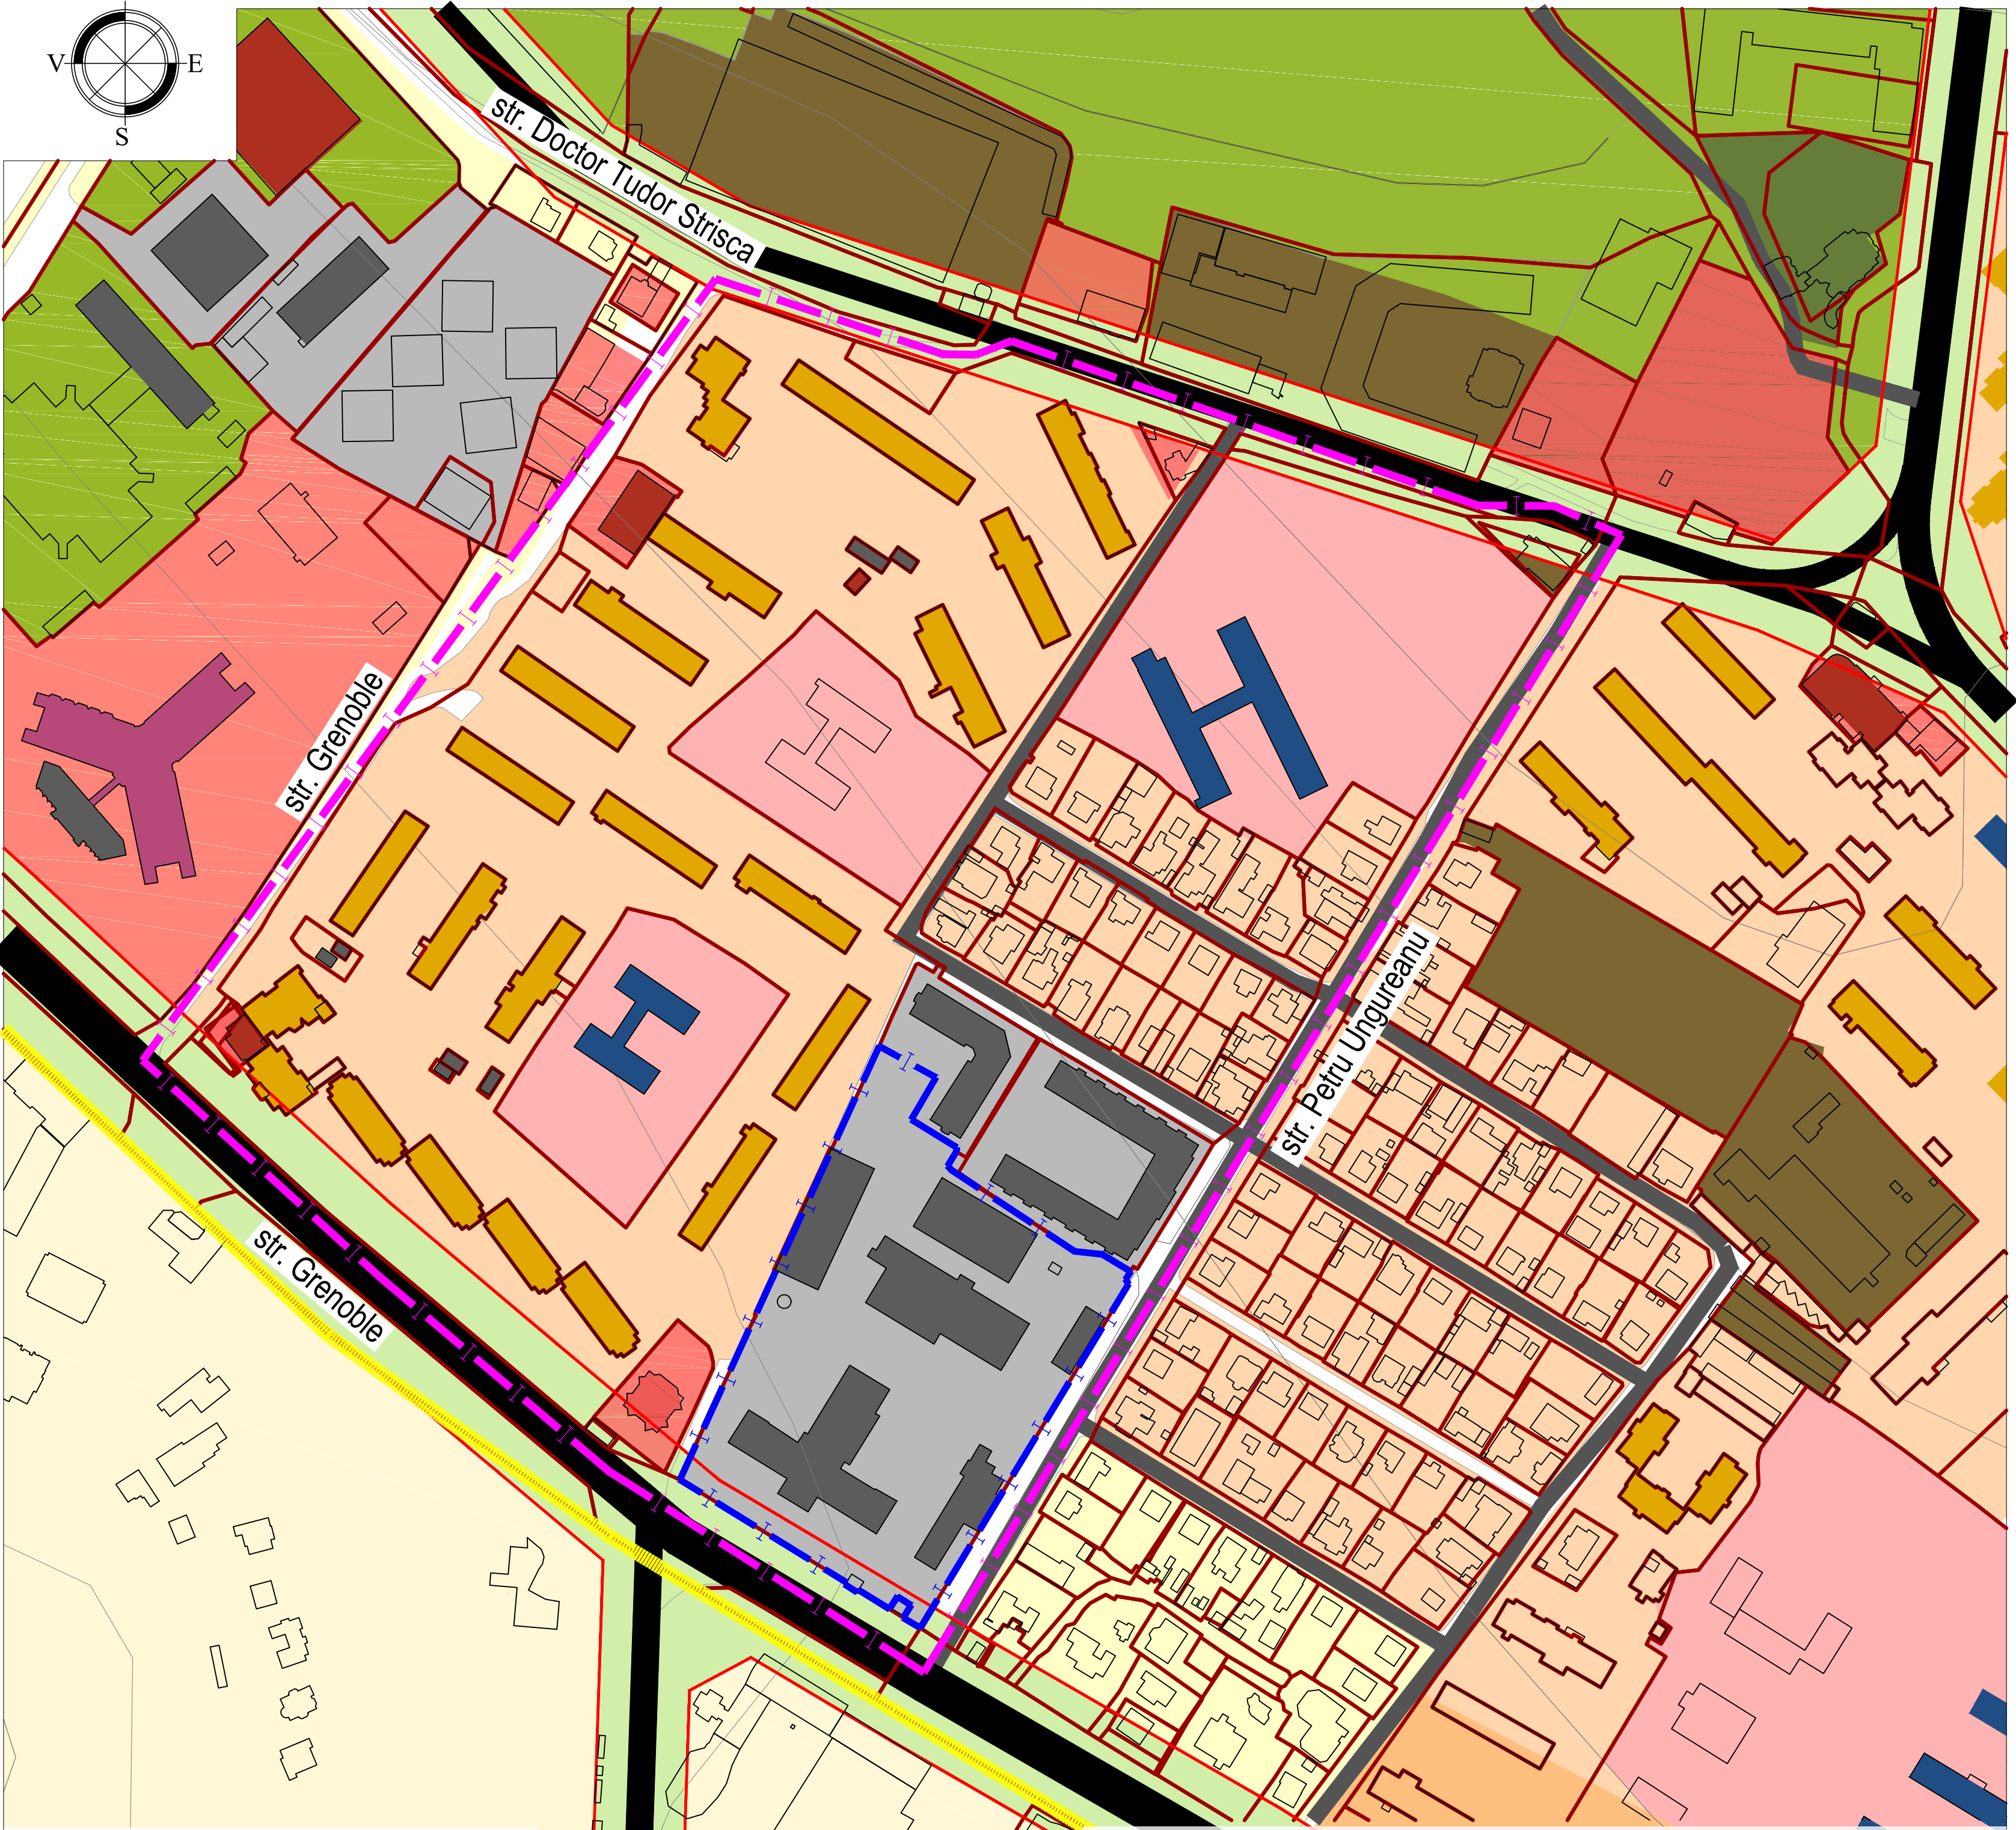 V
E
S
str. Doctor Tudor Strisca
str. Grenoble
str. Petru Ungureanu
str. Grenoble